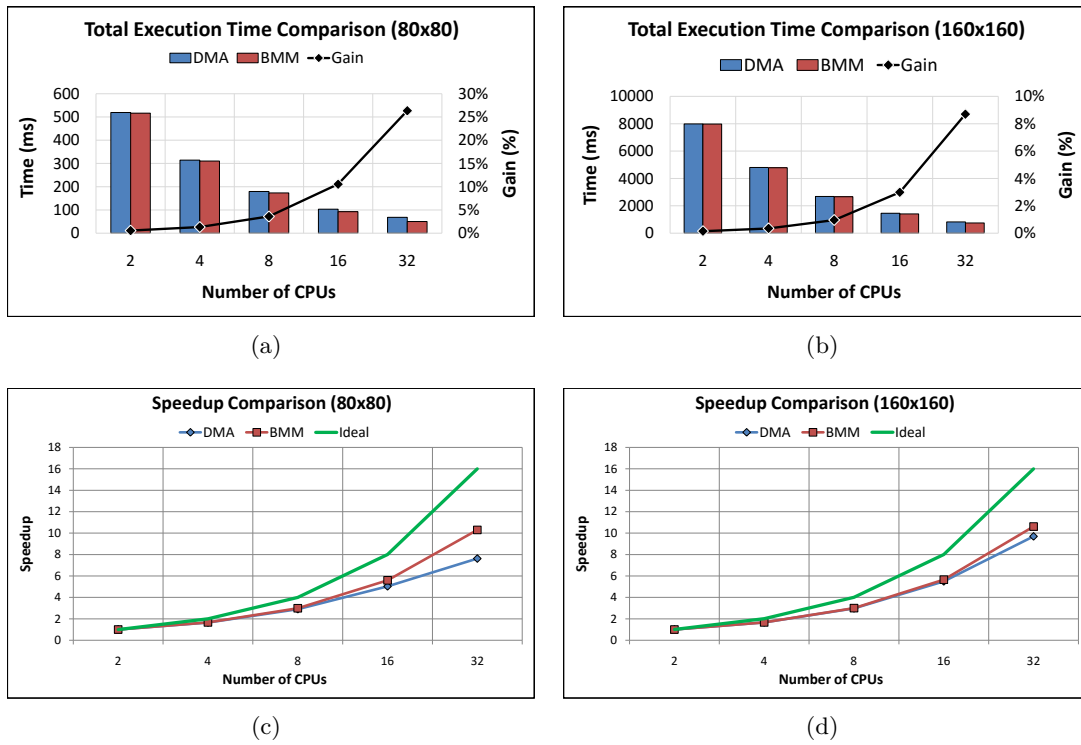 Total Execution Time Comparison (80x80)
DMA BMM Gain
600 30%
500 25%
400 20%
300 15%
200 10%
100 5%
0 0%
Time (ms)
Gain (%)
2 4 8 16 32
Number of CPUs
(a)
Total Execution Time Comparison (160x160)
DMA BMM Gain
10000 10%
8000 8%
6000 6%
4000 4%
2000 2%
0 0%
Time (ms)
Gain (%)
2 4 8 16 32
Number of CPUs
(b)
Speedup Comparison (80x80)
DMA BMM Ideal
18
16
14
12
10
8
6
4
2
0
Speedup
2 4 8 16 32
Number of CPUs
(c)
Speedup Comparison (160x160)
DMA BMM Ideal
18
16
14
12
10
8
6
4
2
0
Speedup
2 4 8 16 32
Number of CPUs
(d)